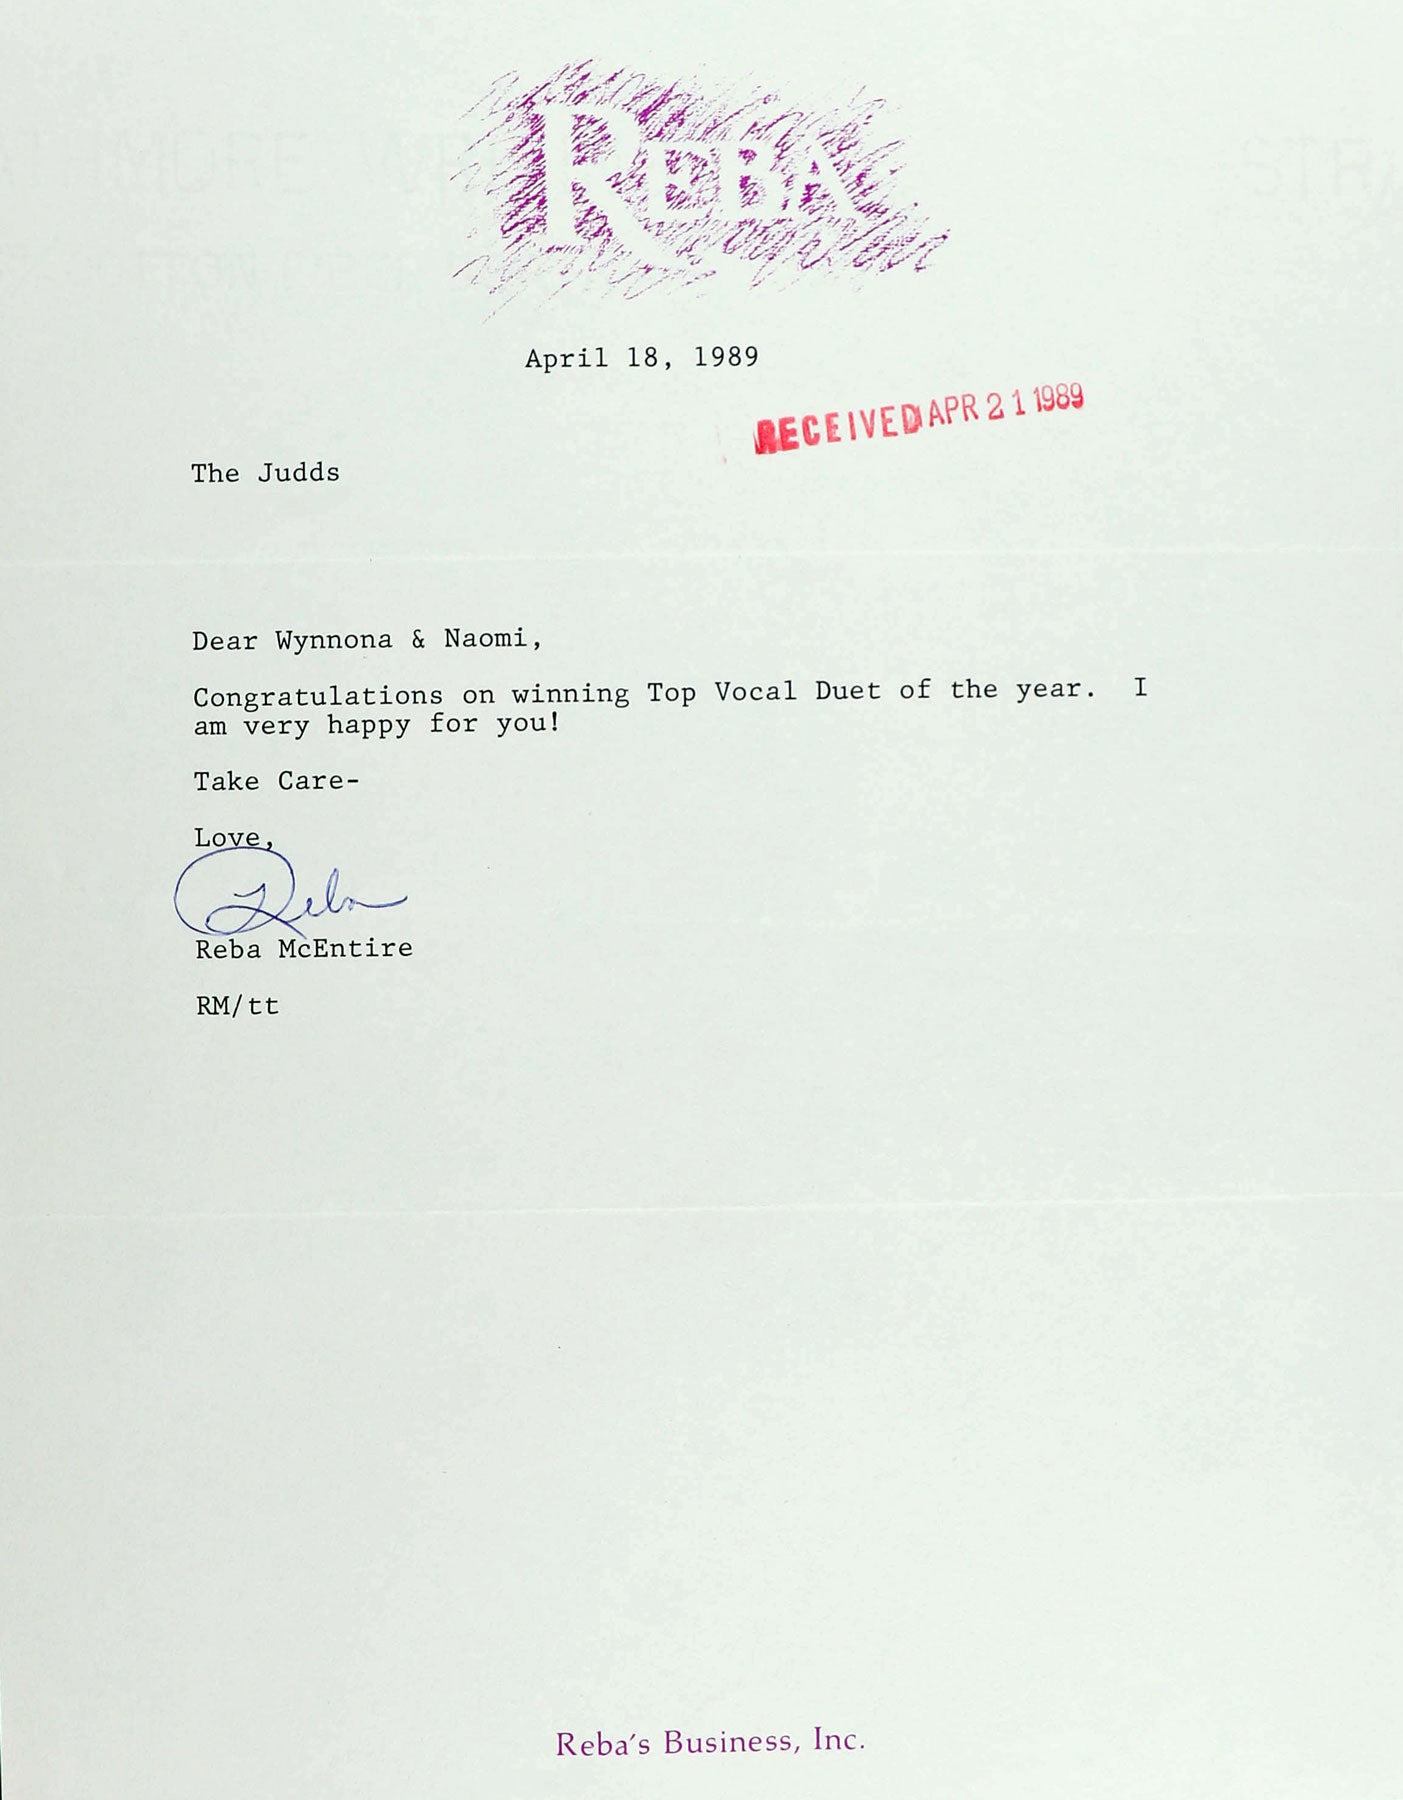 REBA
April 18, 1989
RECEIVED APR 21 1989
The Judds
Dear Wynnona & Naomi,
Congratulations on winning Top Vocal Duet of the year. I
am very happy for you!
Take Care-
Love,
Reba
Reba McEntire
RM/tt
Reba's Business, Inc.